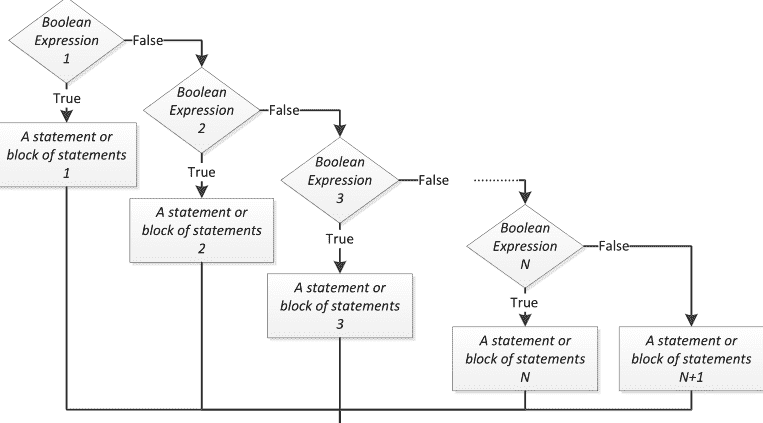 Boolean
Expression
1
False
True
A statement or
block of statements
1
Boolean
Expression
2
False
True
A statement or
block of statements
2
Boolean
Expression
3
False
True
A statement or
block of statements
3
Boolean
Expression
N
False
True
A statement or
block of statements
N
A statement or
block of statements
N+1